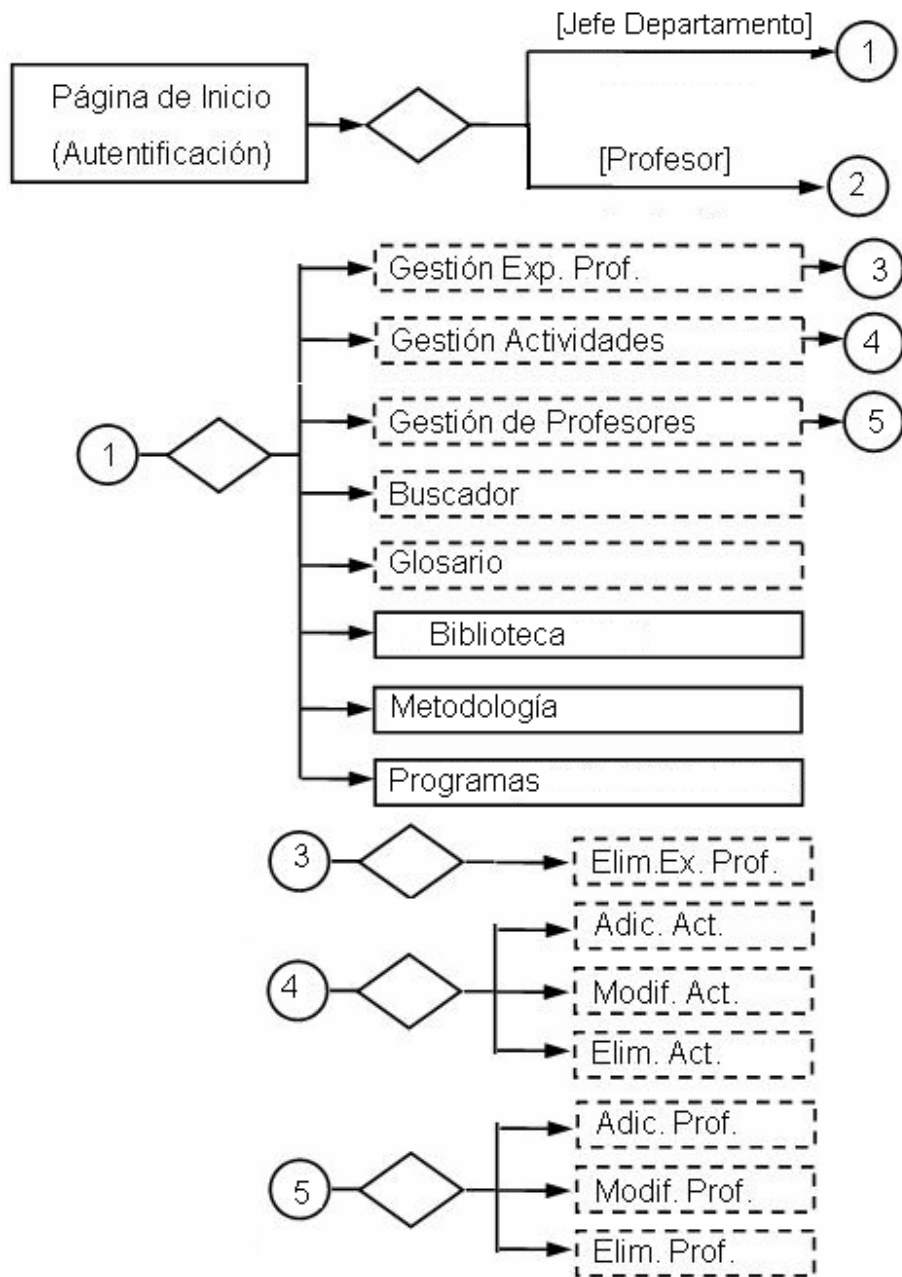 [Jefe Departamento]
1
Página de Inicio
(Autentificación)
[Profesor]
2
Gestión Exp. Prof.
3
Gestión Actividades
4
Gestión de Profesores
5
1
Buscador
Glosario
Biblioteca
Metodología
Programas
3
Elim.Ex. Prof.
Adic. Act.
4
Modif. Act.
Elim. Act.
Adic. Prof.
5
Modif. Prof.
Elim. Prof.